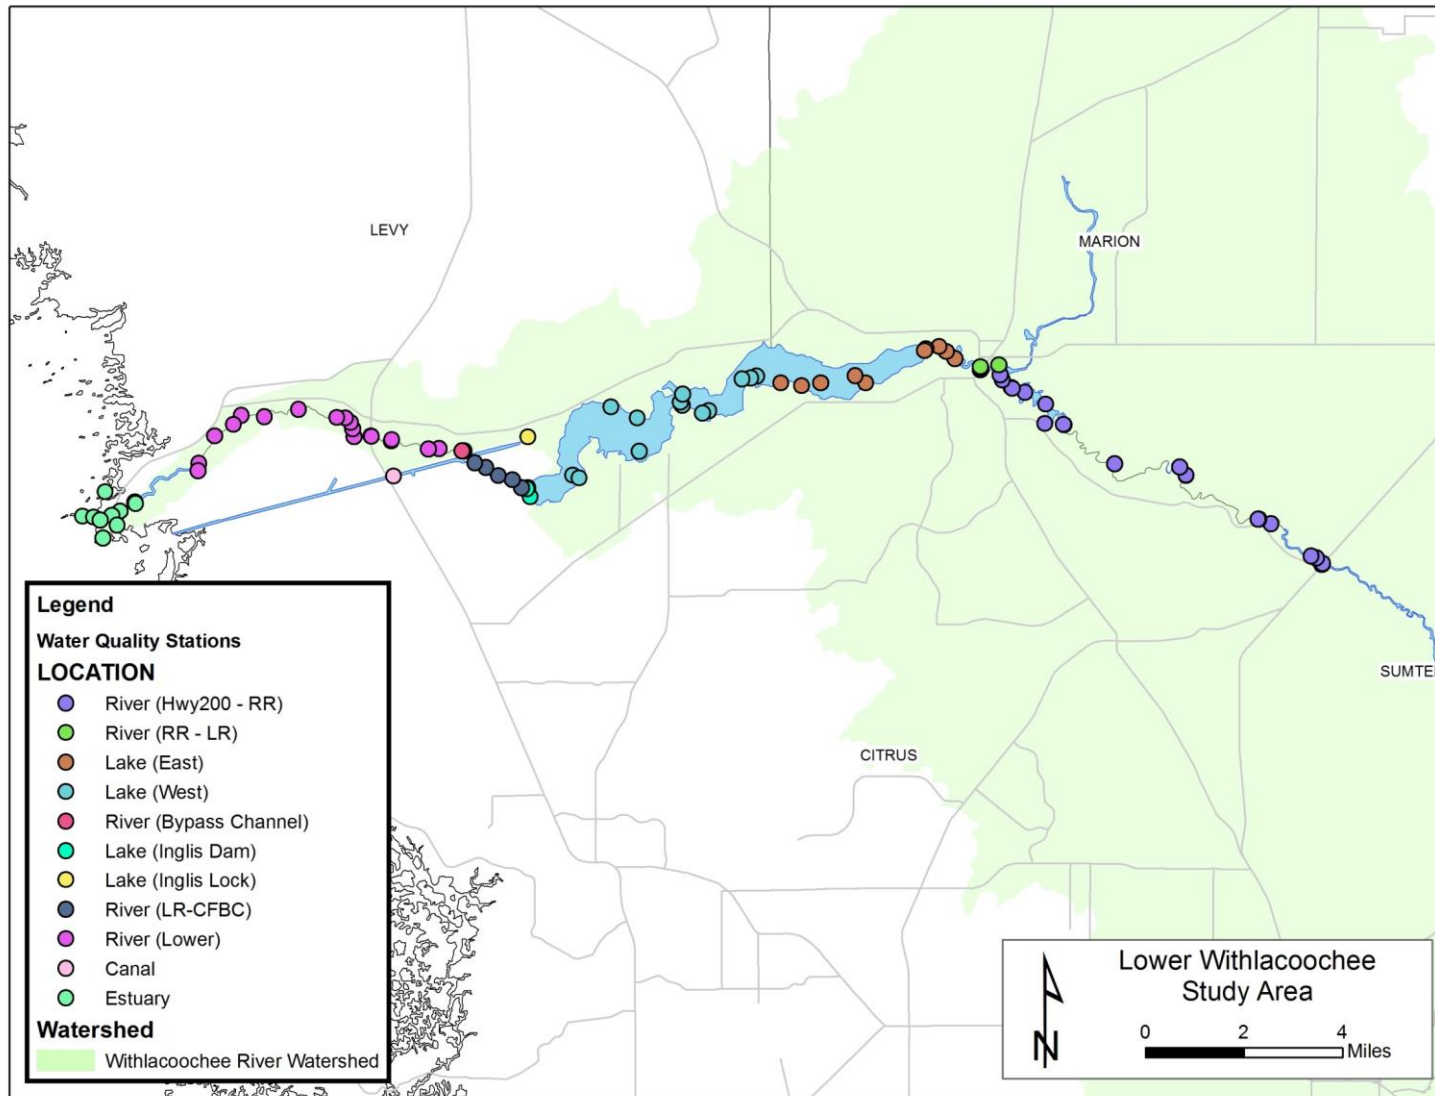 LEVY
MARION
SUMTE
CITRUS
Legend
Water Quality Stations
LOCATION
River (Hwy200 - RR)
River (RR - LR)
Lake (East)
Lake (West)
River (Bypass Channel)
Lake (Inglis Dam)
Lake (Inglis Lock)
River (LR-CFBC)
River (Lower)
Canal
Estuary
Watershed
Withlacoochee River Watershed
Lower Withlacoochee
Study Area
N
0 2 4
Miles